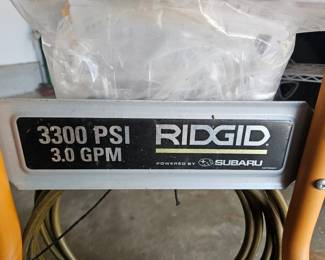 3300 PSI
3.0 GPM
RIDGID
POWERED BY SUBARU